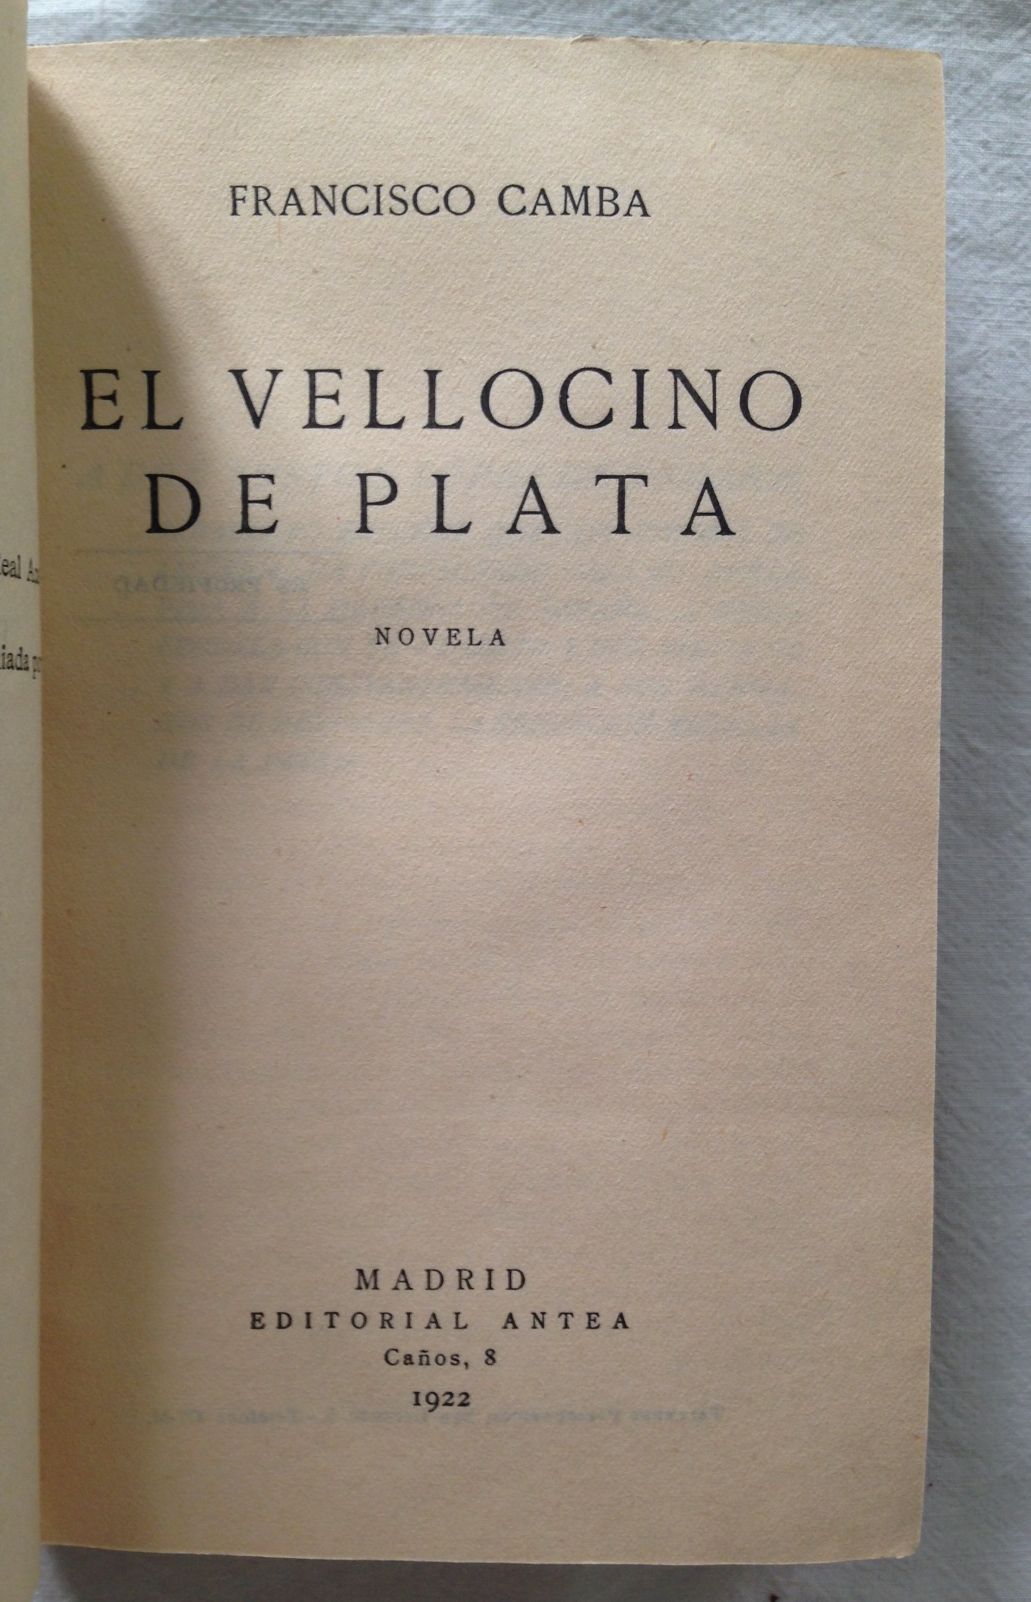 FRANCISCO CAMBA
EL VELLOCINO
DE PLATA
NOVELA
MADRID
EDITORIAL ANTEA
Caños, 8
1922